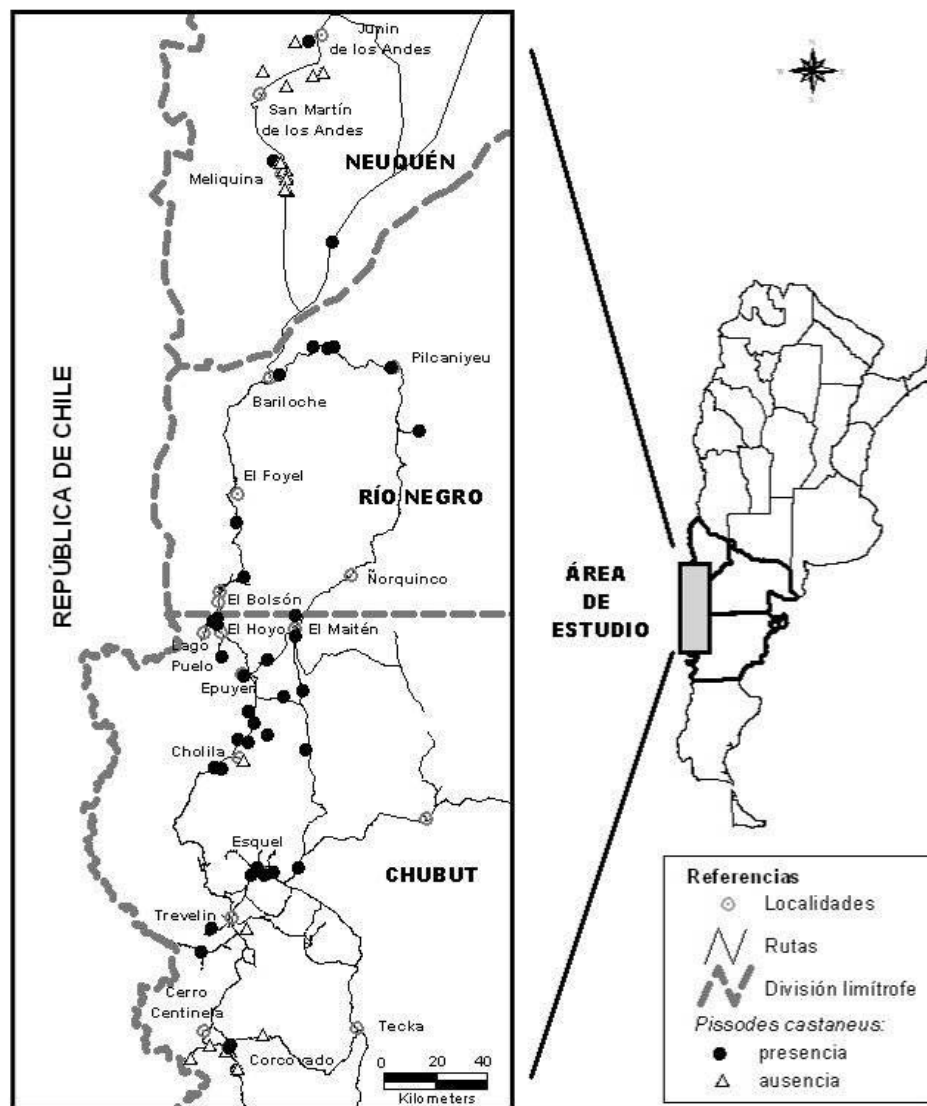 Junin
de los Andes
San Martín
de los Andes
NEUQUÉN
Meliquina
Pilcaniyeu
Bariloche
REPÚBLICA DE CHILE
El Foyel
RÍO NEGRO
Ñorquinco
El Bolsón
El Hoyo
El Maitén
Lago
Puelo
Epuyen
Cholila
Esquel
CHUBUT
Trevelin
Cerro
Centinela
Tecka
Corcovado
0 20 40
Kilometers
N
ÁREA
DE
ESTUDIO
Referencias
Localidades
Rutas
División limítrofe
Pissodes castaneus:
presencia
ausencia